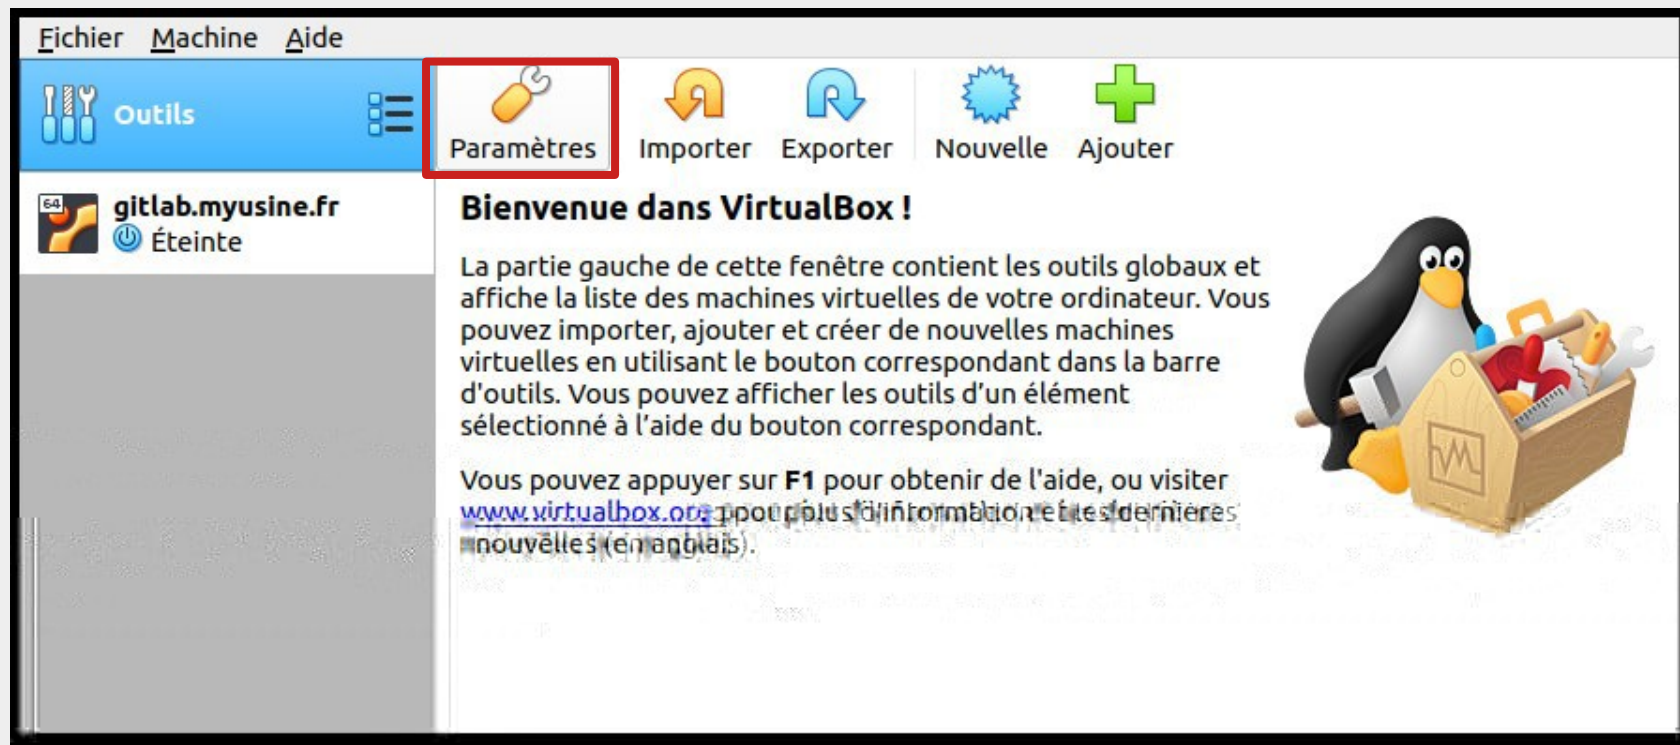 Fichier Machine Aide
Outils
Paramètres Importer Exporter Nouvelle Ajouter
64
gitlab.myusine.fr
Éteinte
Bienvenue dans VirtualBox !
La partie gauche de cette fenêtre contient les outils globaux et
affiche la liste des machines virtuelles de votre ordinateur. Vous
pouvez importer, ajouter et créer de nouvelles machines
virtuelles en utilisant le bouton correspondant dans la barre
d'outils. Vous pouvez afficher les outils d’un élément
sélectionné à l’aide du bouton correspondant.
Vous pouvez appuyer sur F1 pour obtenir de l'aide, ou visiter
www.virtualbox.org
nouvelles (en anglais).